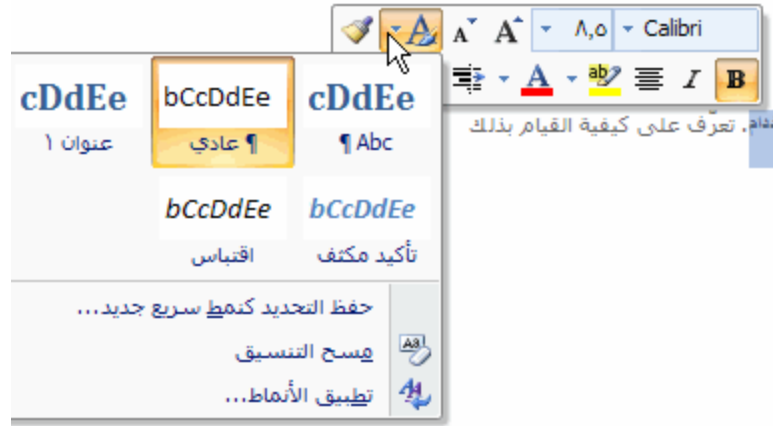 Calibri ٨,٥ A A A
B I ab A
تعرّف على كيفية القيام بذلك.
cDdEe bCcDdEe cDdEe
¶ Abc ¶ عادي عنوان ١
bCcDdEe bCcDdEe
تأكيد مكثف اقتباس
حفظ التحديد كنمط سريع جديد...
مسح التنسيق
تطبيق الأنماط...